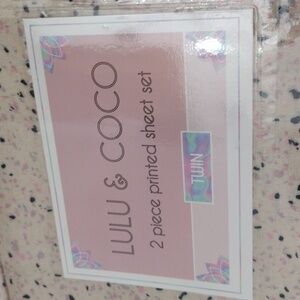 LULU & COCO
2 piece printed sheet set
TWIN